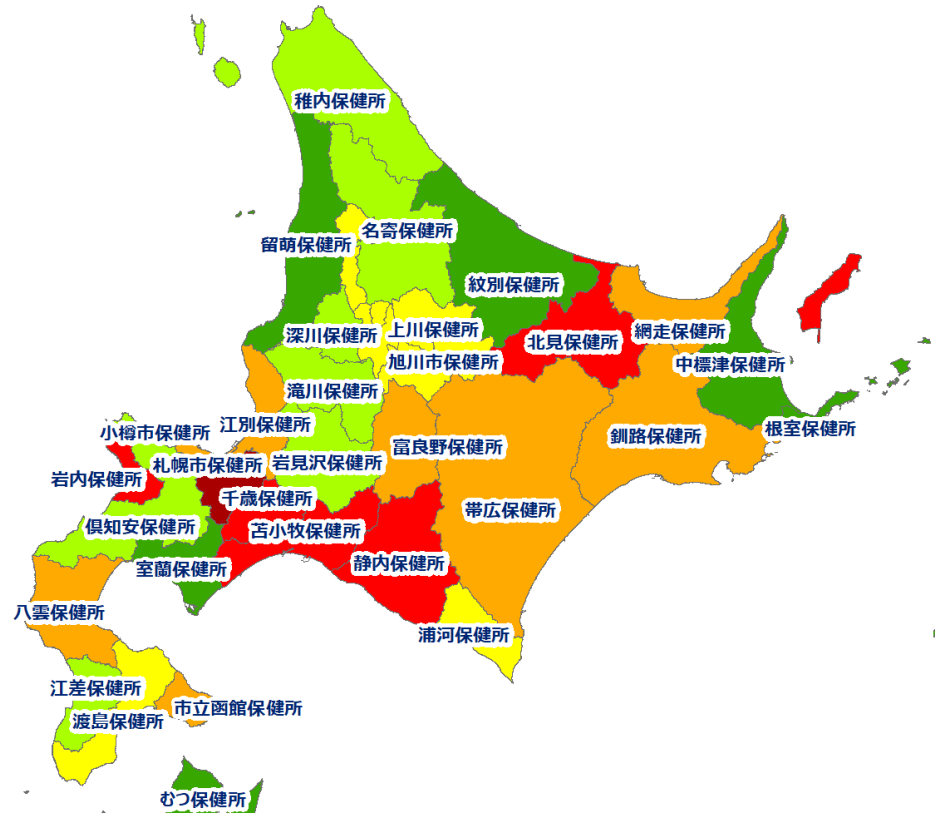 稚内保健所
名寄保健所
留萌保健所
紋別保健所
深川保健所
上川保健所
北見保健所
網走保健所
旭川市保健所
中標津保健所
滝川保健所
江別保健所
小樽市保健所
根室保健所
釧路保健所
富良野保健所
岩見沢保健所
札幌市保健所
岩内保健所
千歳保健所
帯広保健所
倶知安保健所
苫小牧保健所
静内保健所
室蘭保健所
八雲保健所
浦河保健所
江差保健所
市立函館保健所
渡島保健所
むつ保健所